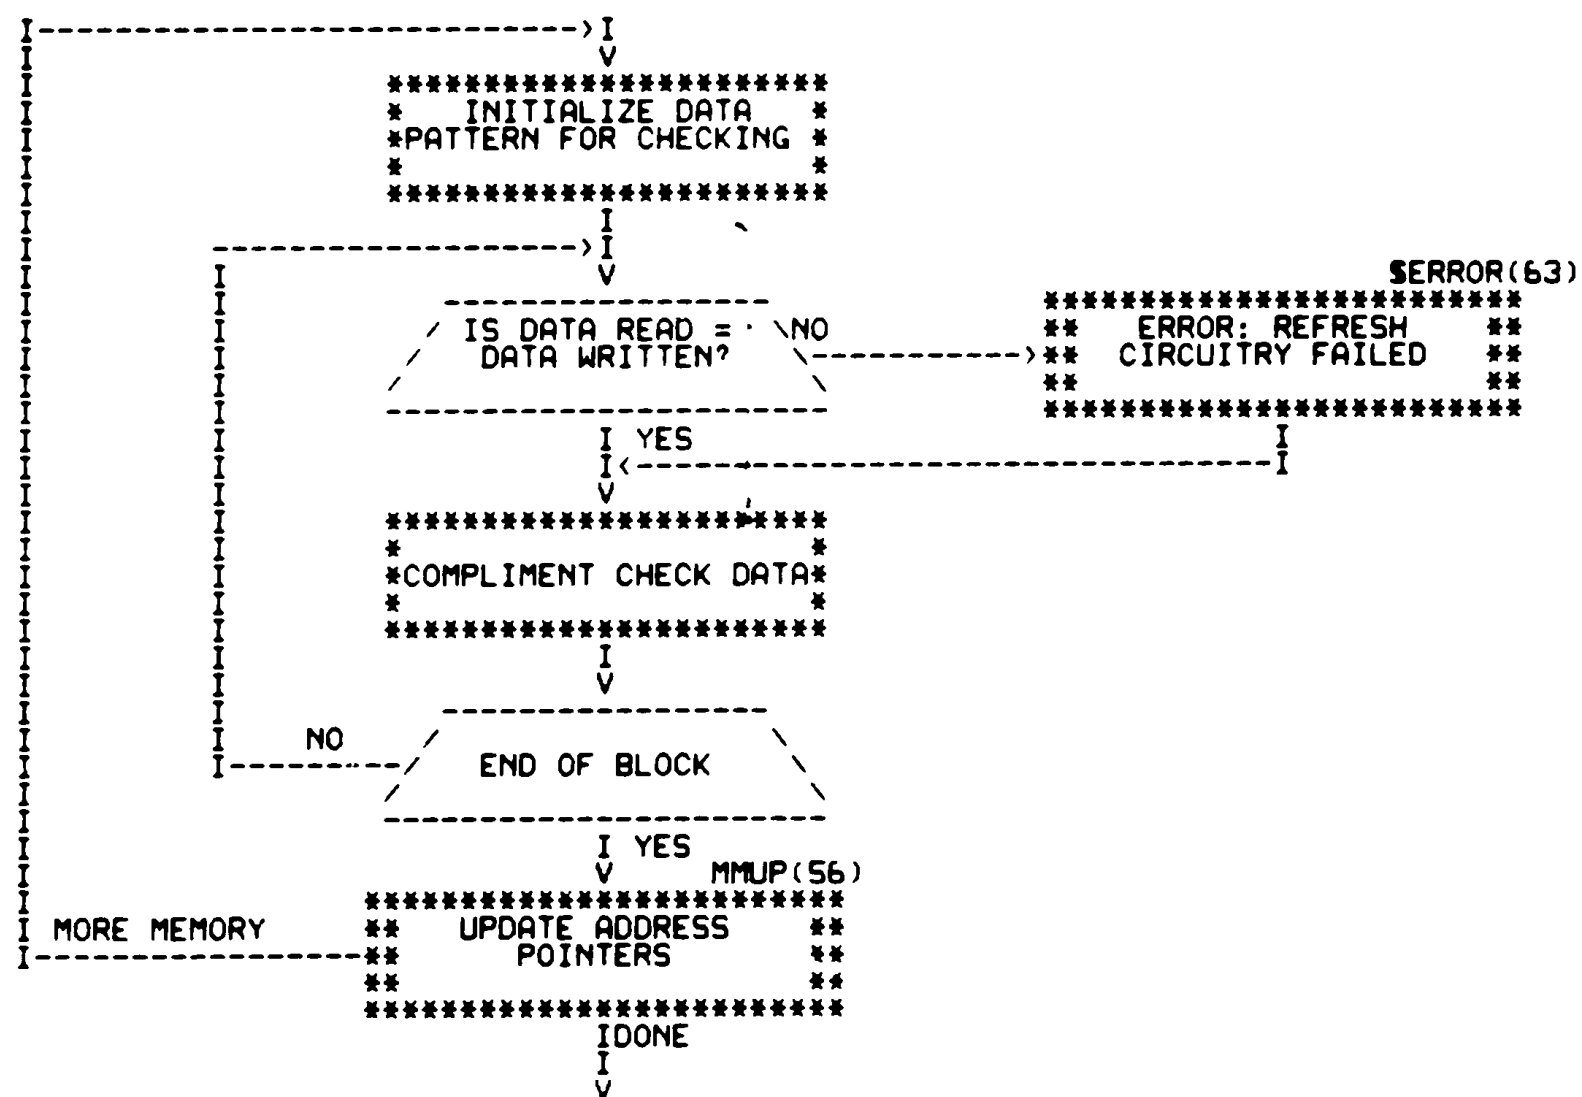 INITIALIZE DATA
PATTERN FOR CHECKING
$ERROR(63)
IS DATA READ =
DATA WRITTEN?
NO
ERROR: REFRESH
CIRCUITRY FAILED
YES
COMPLIMENT CHECK DATA
NO
END OF BLOCK
YES
MMUP(56)
MORE MEMORY
UPDATE ADDRESS
POINTERS
DONE